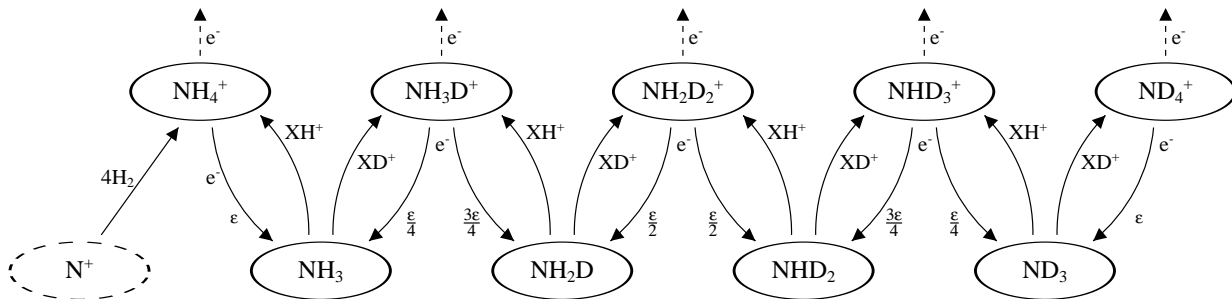 e⁻ e⁻ e⁻ e⁻ e⁻
NH₄⁺ NH₃D⁺ NH₂D₂⁺ NHD₃⁺ ND₄⁺
XH⁺ XH⁺ XH⁺ XH⁺
e⁻ e⁻ e⁻ e⁻
XD⁺ XD⁺ XD⁺ XD⁺
4H₂ e⁻
ε ε/4 3ε/4 ε/2 ε/2 3ε/4 ε/4 ε
N⁺ NH₃ NH₂D NHD₂ ND₃